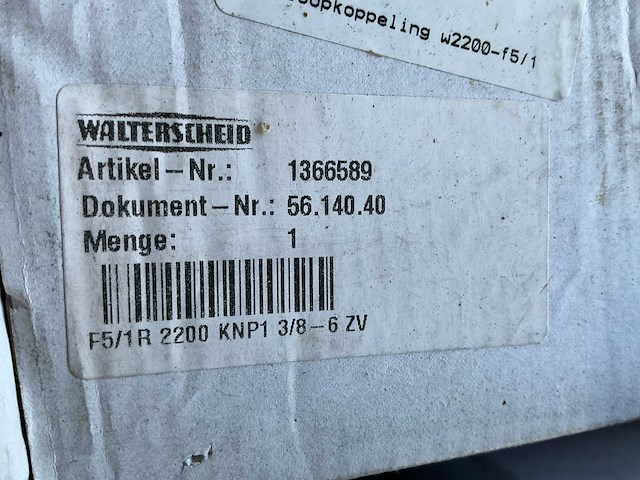 w2200-f5/1
WALTERSCHEID
Artikel-Nr.: 1366589
Dokument-Nr.: 56.140.40
Menge: 1
F5/1R 2200 KNP1 3/8-6 ZV